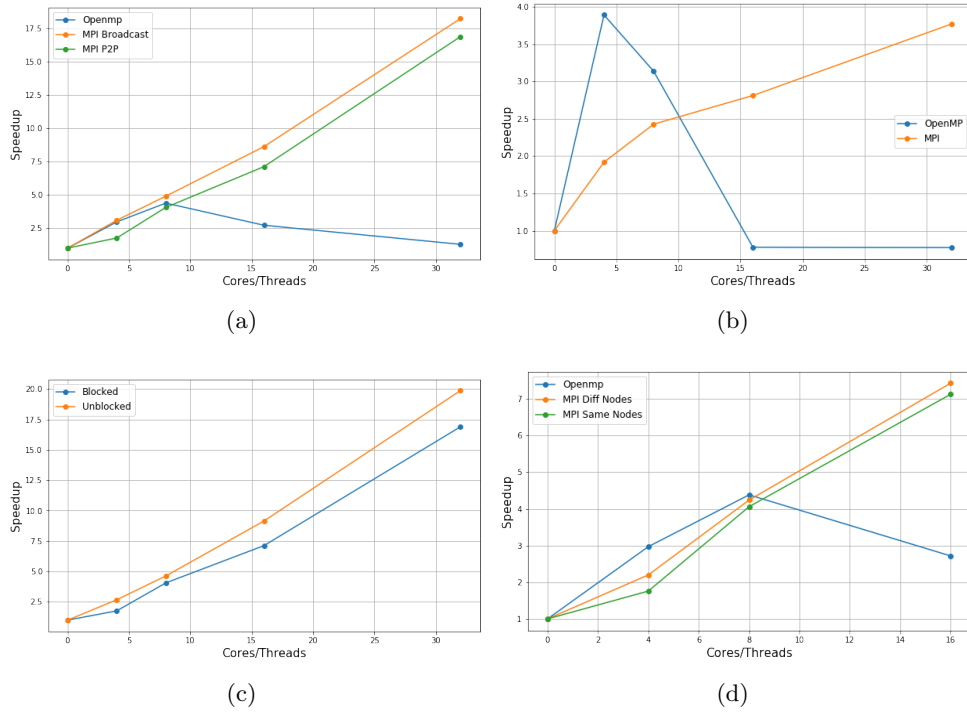 Openmp
MPI Broadcast
MPI P2P
17.5
15.0
12.5
10.0
7.5
5.0
2.5
Speedup
0 5 10 15 20 25 30
Cores/Threads
(a)
4.0
3.5
3.0
2.5
2.0
1.5
1.0
Speedup
OpenMP
MPI
0 5 10 15 20 25 30
Cores/Threads
(b)
Blocked
Unblocked
20.0
17.5
15.0
12.5
10.0
7.5
5.0
2.5
Speedup
0 5 10 15 20 25 30
Cores/Threads
(c)
Openmp
MPI Diff Nodes
MPI Same Nodes
7
6
5
4
3
2
1
Speedup
0 2 4 6 8 10 12 14 16
Cores/Threads
(d)